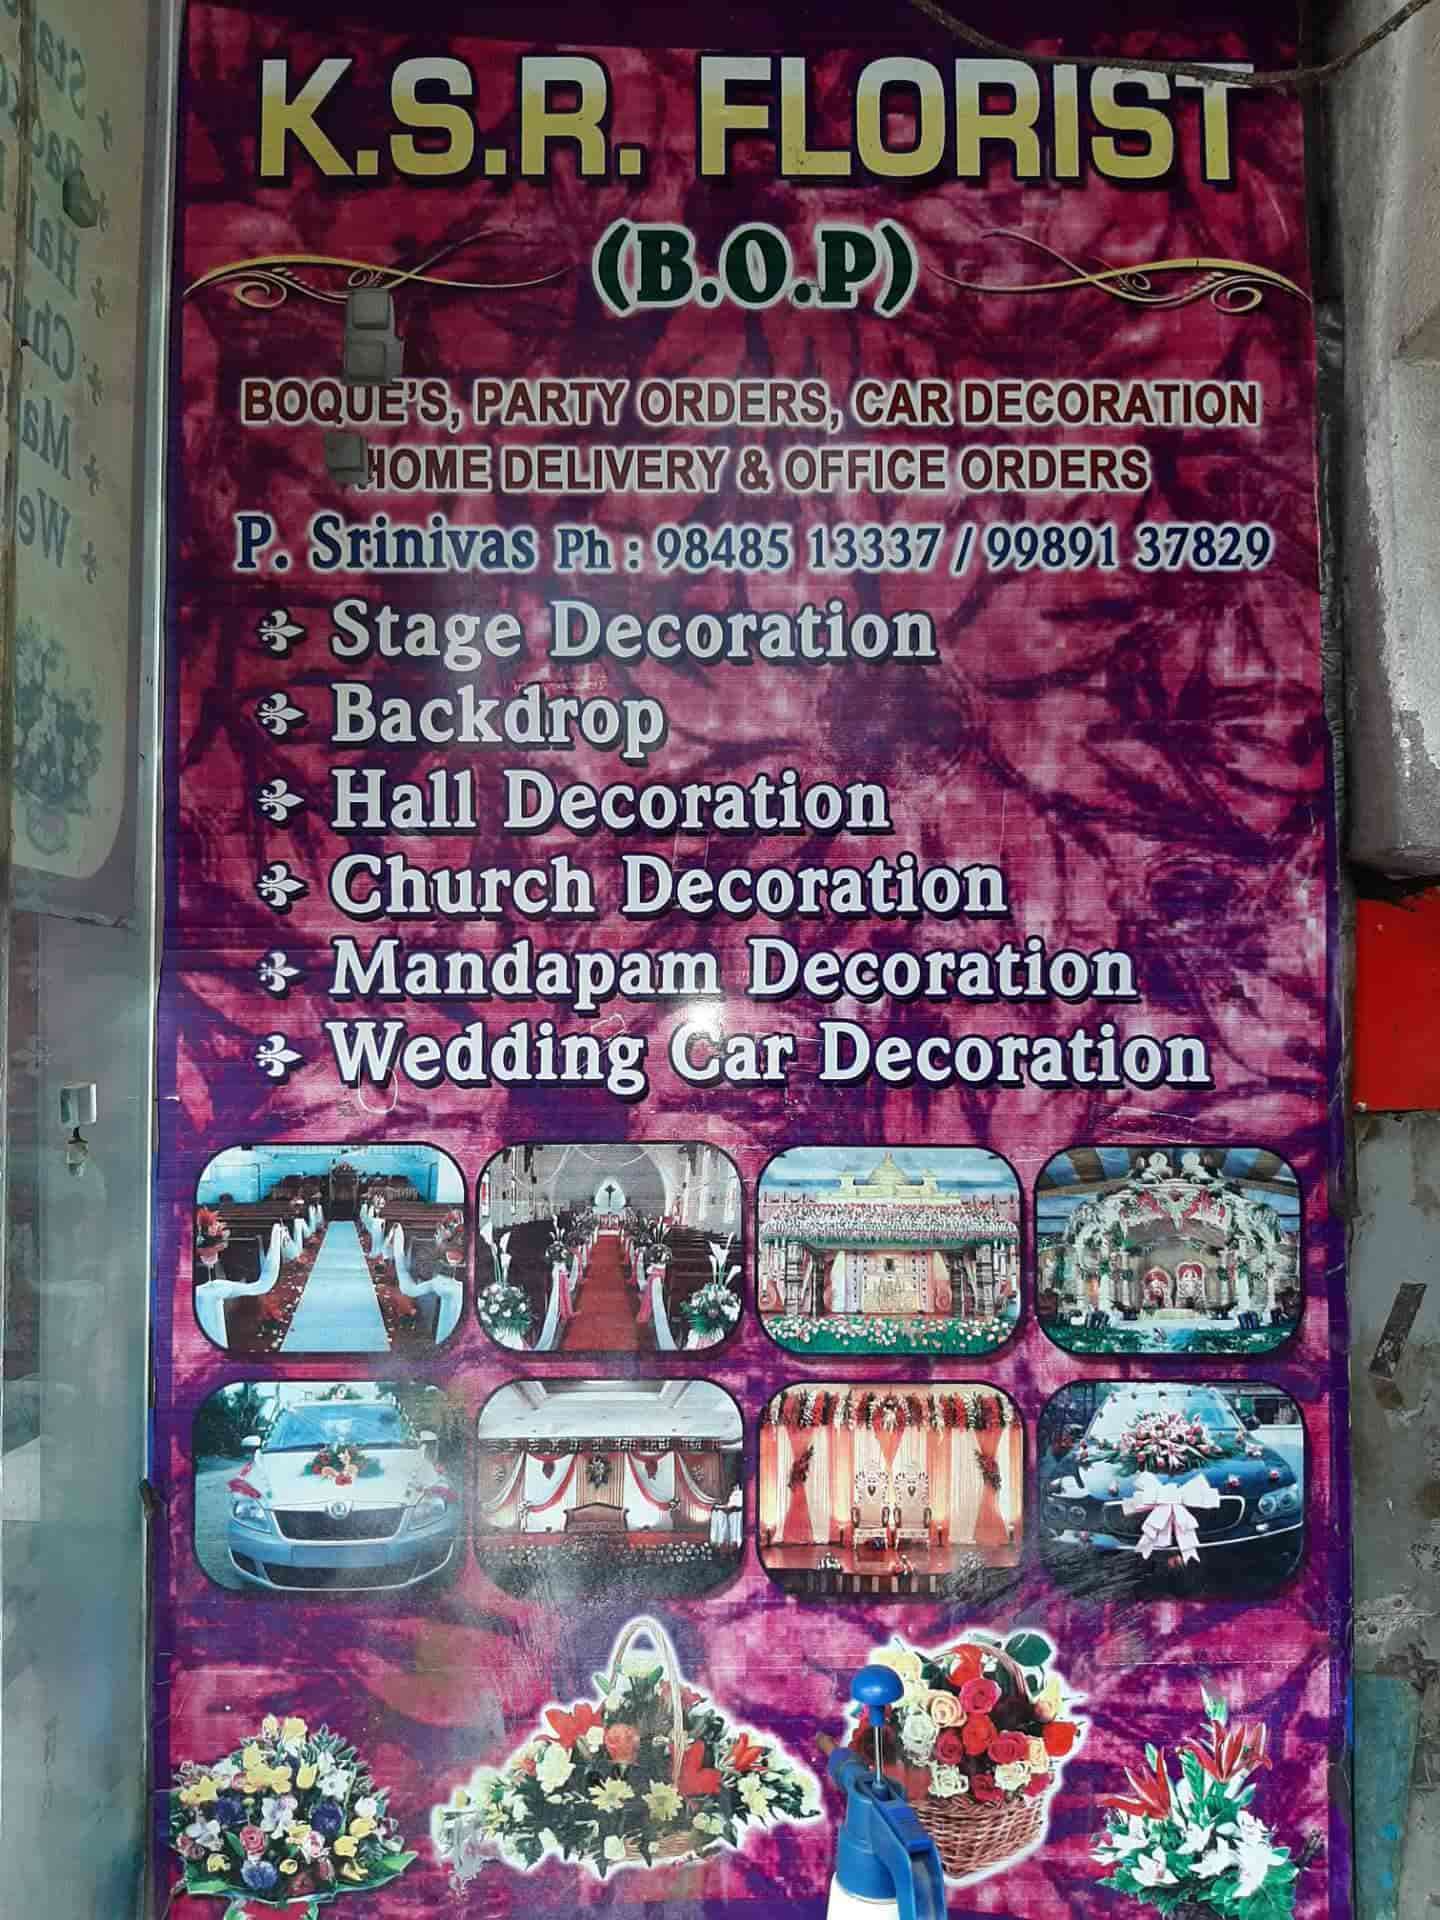 K.S.R. FLORIST
(B.O.P)
BOQUE'S, PARTY ORDERS, CAR DECORATION
HOME DELIVERY & OFFICE ORDERS
P. Srinivas Ph : 98485 13337 / 99891 37829
Stage Decoration
Backdrop
Hall Decoration
Church Decoration
Mandapam Decoration
Wedding Car Decoration